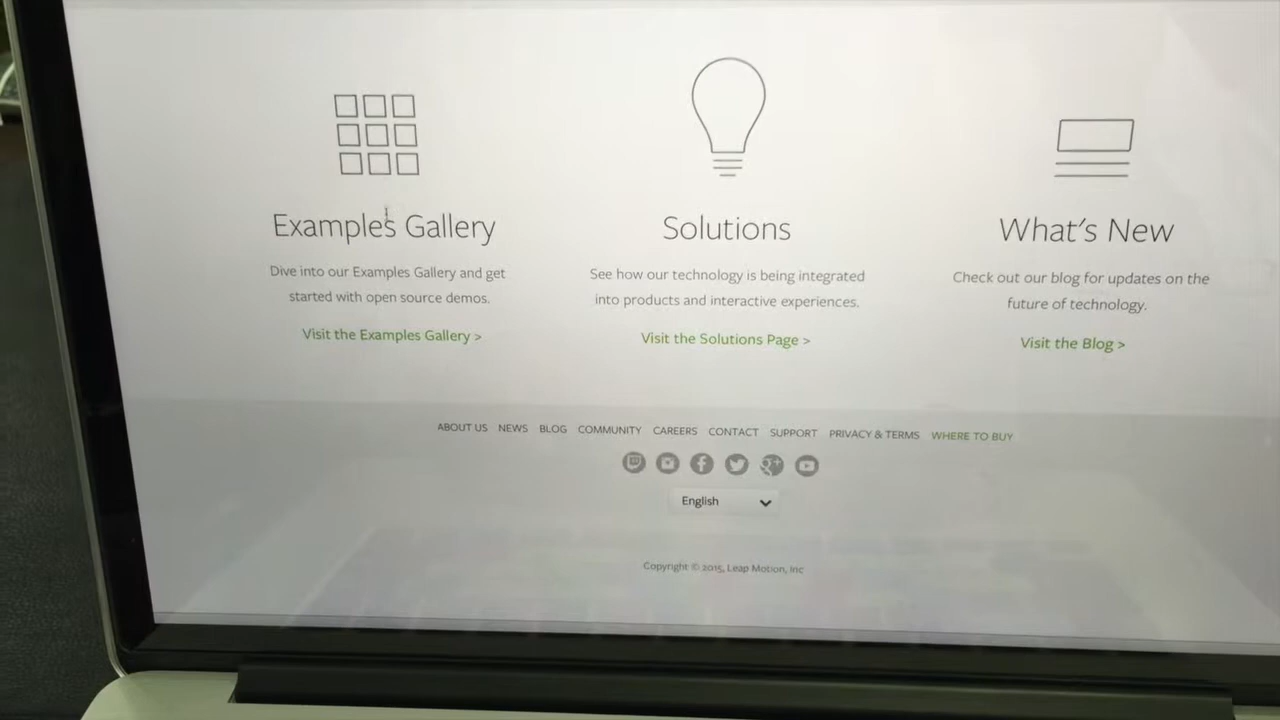 Examples Gallery
Dive into our Examples Gallery and get
started with open source demos.
Visit the Examples Gallery >
Solutions
See how our technology is being integrated
into products and interactive experiences.
Visit the Solutions Page >
What's New
Check out our blog for updates on the
future of technology.
Visit the Blog >
ABOUT US NEWS BLOG COMMUNITY CAREERS CONTACT SUPPORT PRIVACY & TERMS WHERE TO BUY
English
Copyright © 2015, Leap Motion, Inc